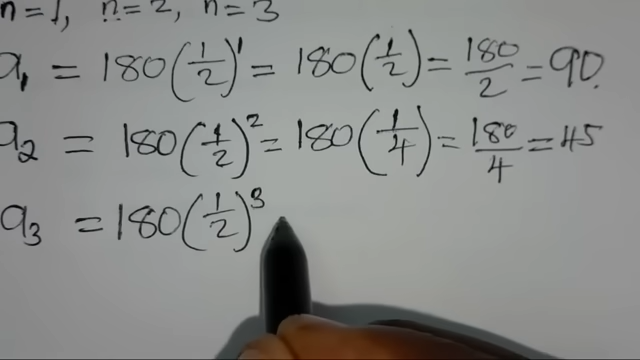 n=1, n=2, n=3
a₁ = 180(1/2)¹ = 180(1/2) = 180/2 = 90.
a₂ = 180(1/2)² = 180(1/4) = 180/4 = 45
a₃ = 180(1/2)³